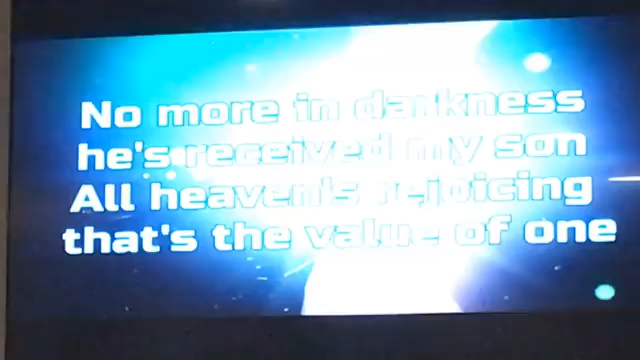 No more in darkness
he's received my son
All heaven's rejoicing
that's the value of one